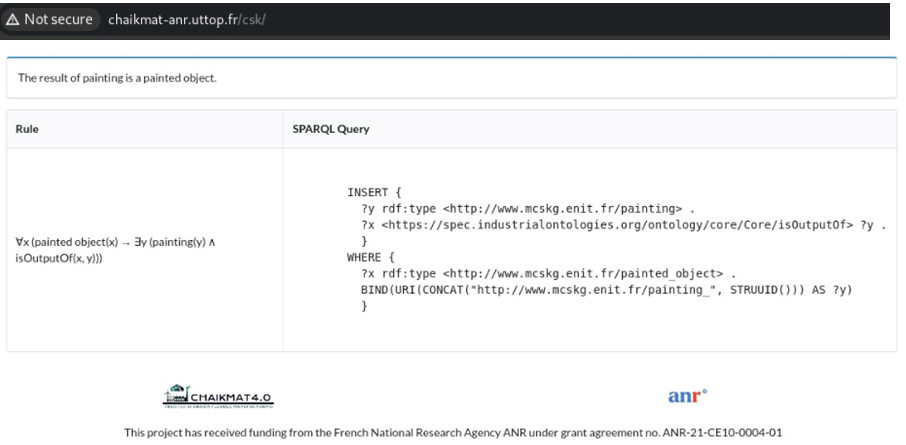 Not secure chaikmat-anr.uttop.fr/csk/
The result of painting is a painted object.
Rule SPARQL Query
∀x (painted object(x) → ∃y (painting(y) ∧
isOutputOf(x, y)))
INSERT {
?y rdf:type <http://www.mcskg.enit.fr/painting> .
?x <https://spec.industrialontologies.org/ontology/core/Core/isOutputOf> ?y .
}
WHERE {
?x rdf:type <http://www.mcskg.enit.fr/painted_object> .
BIND(URI(CONCAT("http://www.mcskg.enit.fr/painting_", STRUUID())) AS ?y)
}
CHAIKMAT4.0
anr
This project has received funding from the French National Research Agency ANR under grant agreement no. ANR-21-CE10-0004-01